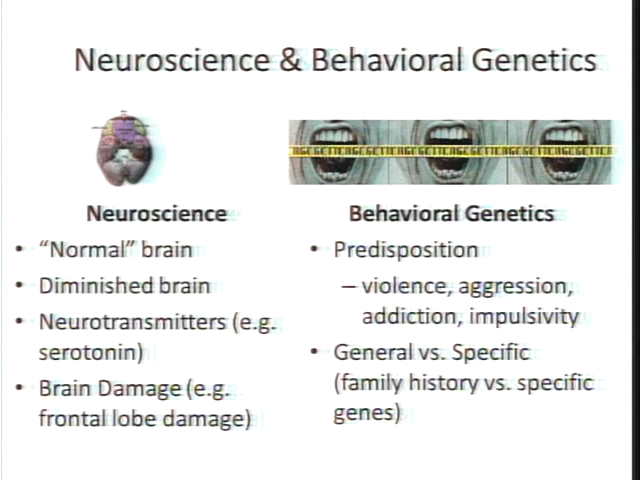 Neuroscience & Behavioral Genetics
Neuroscience
• "Normal" brain
• Diminished brain
• Neurotransmitters (e.g.
serotonin)
• Brain Damage (e.g.
frontal lobe damage)
Behavioral Genetics
• Predisposition
– violence, aggression,
addiction, impulsivity
• General vs. Specific
(family history vs. specific
genes)